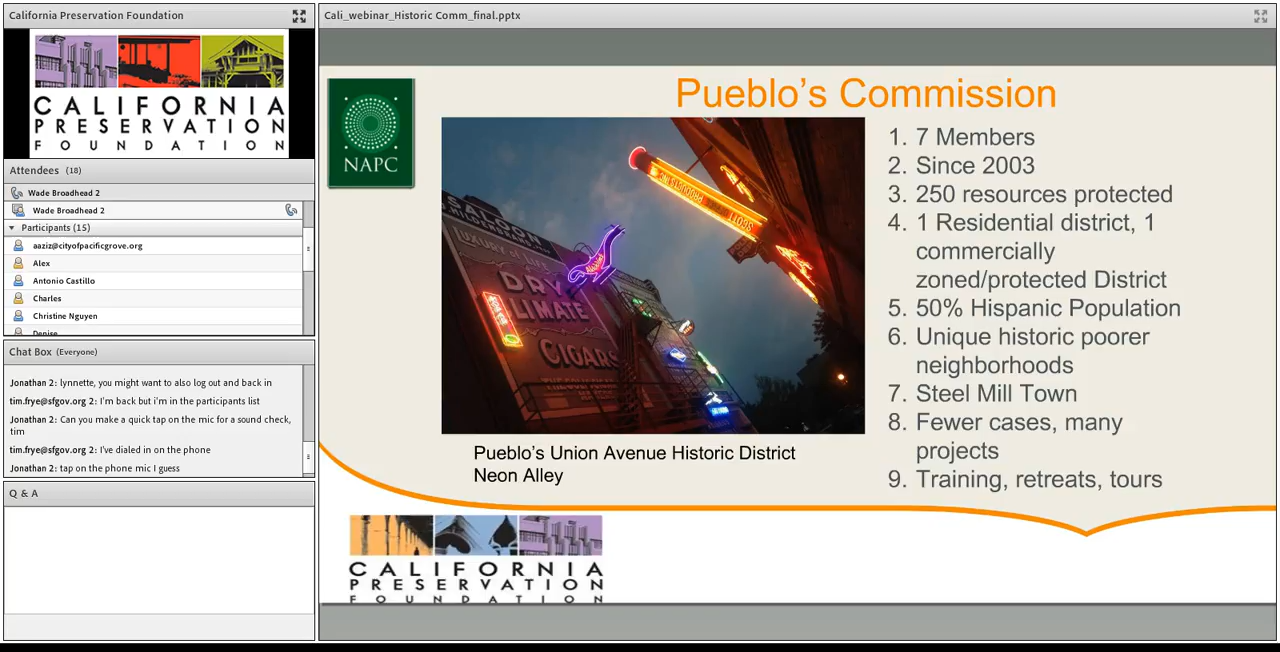 California Preservation Foundation
CALIFORNIA
PRESERVATION
FOUNDATION
Attendees (18)
Wade Broadhead 2
Wade Broadhead 2
Participants (15)
aaziz@cityofpacificgrove.org
Alex
Antonio Castillo
Charles
Christine Nguyen
Denise
Chat Box (Everyone)
Jonathan 2: lynnette, you might want to also log out and back in
tim.frye@sfgov.org 2: I'm back but i'm in the participants list
Jonathan 2: Can you make a quick tap on the mic for a sound check,
tim
tim.frye@sfgov.org 2: I've dialed in on the phone
Jonathan 2: tap on the phone mic I guess
Q & A
Cali_webinar_Historic Comm_final.pptx
NAPC
Pueblo's Commission
SALOON
LUXURY of LIFE
DRY
CLIMATE
CIGARS
1. 7 Members
2. Since 2003
3. 250 resources protected
4. 1 Residential district, 1
commercially
zoned/protected District
5. 50% Hispanic Population
6. Unique historic poorer
neighborhoods
7. Steel Mill Town
8. Fewer cases, many
projects
9. Training, retreats, tours
Pueblo's Union Avenue Historic District
Neon Alley
CALIFORNIA
PRESERVATION
FOUNDATION